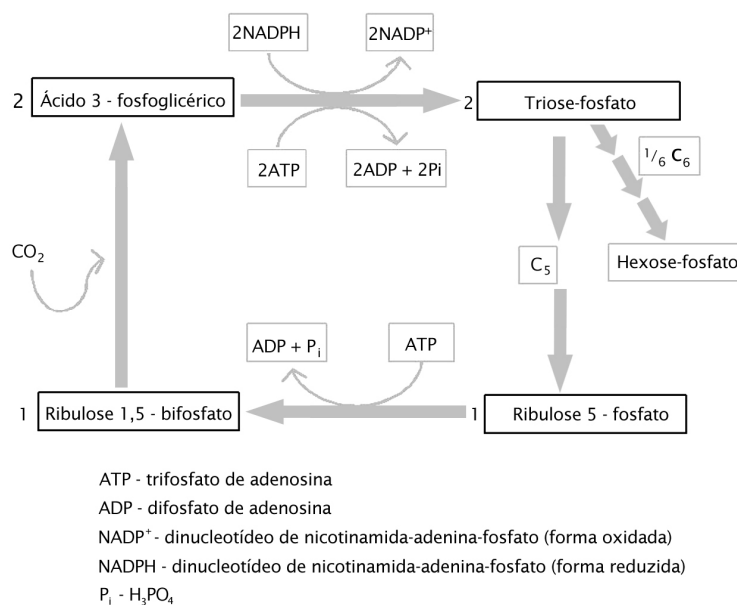 2NADPH 2NADP⁺
2 Ácido 3 - fosfoglicérico 2 Triose-fosfato
2ATP 2ADP + 2Pi ¹/₆ C₆
CO₂ C₅ Hexose-fosfato
ADP + Pᵢ ATP
1 Ribulose 1,5 - bifosfato 1 Ribulose 5 - fosfato
ATP - trifosfato de adenosina
ADP - difosfato de adenosina
NADP⁺ - dinucleotídeo de nicotinamida-adenina-fosfato (forma oxidada)
NADPH - dinucleotídeo de nicotinamida-adenina-fosfato (forma reduzida)
Pᵢ - H₃PO₄